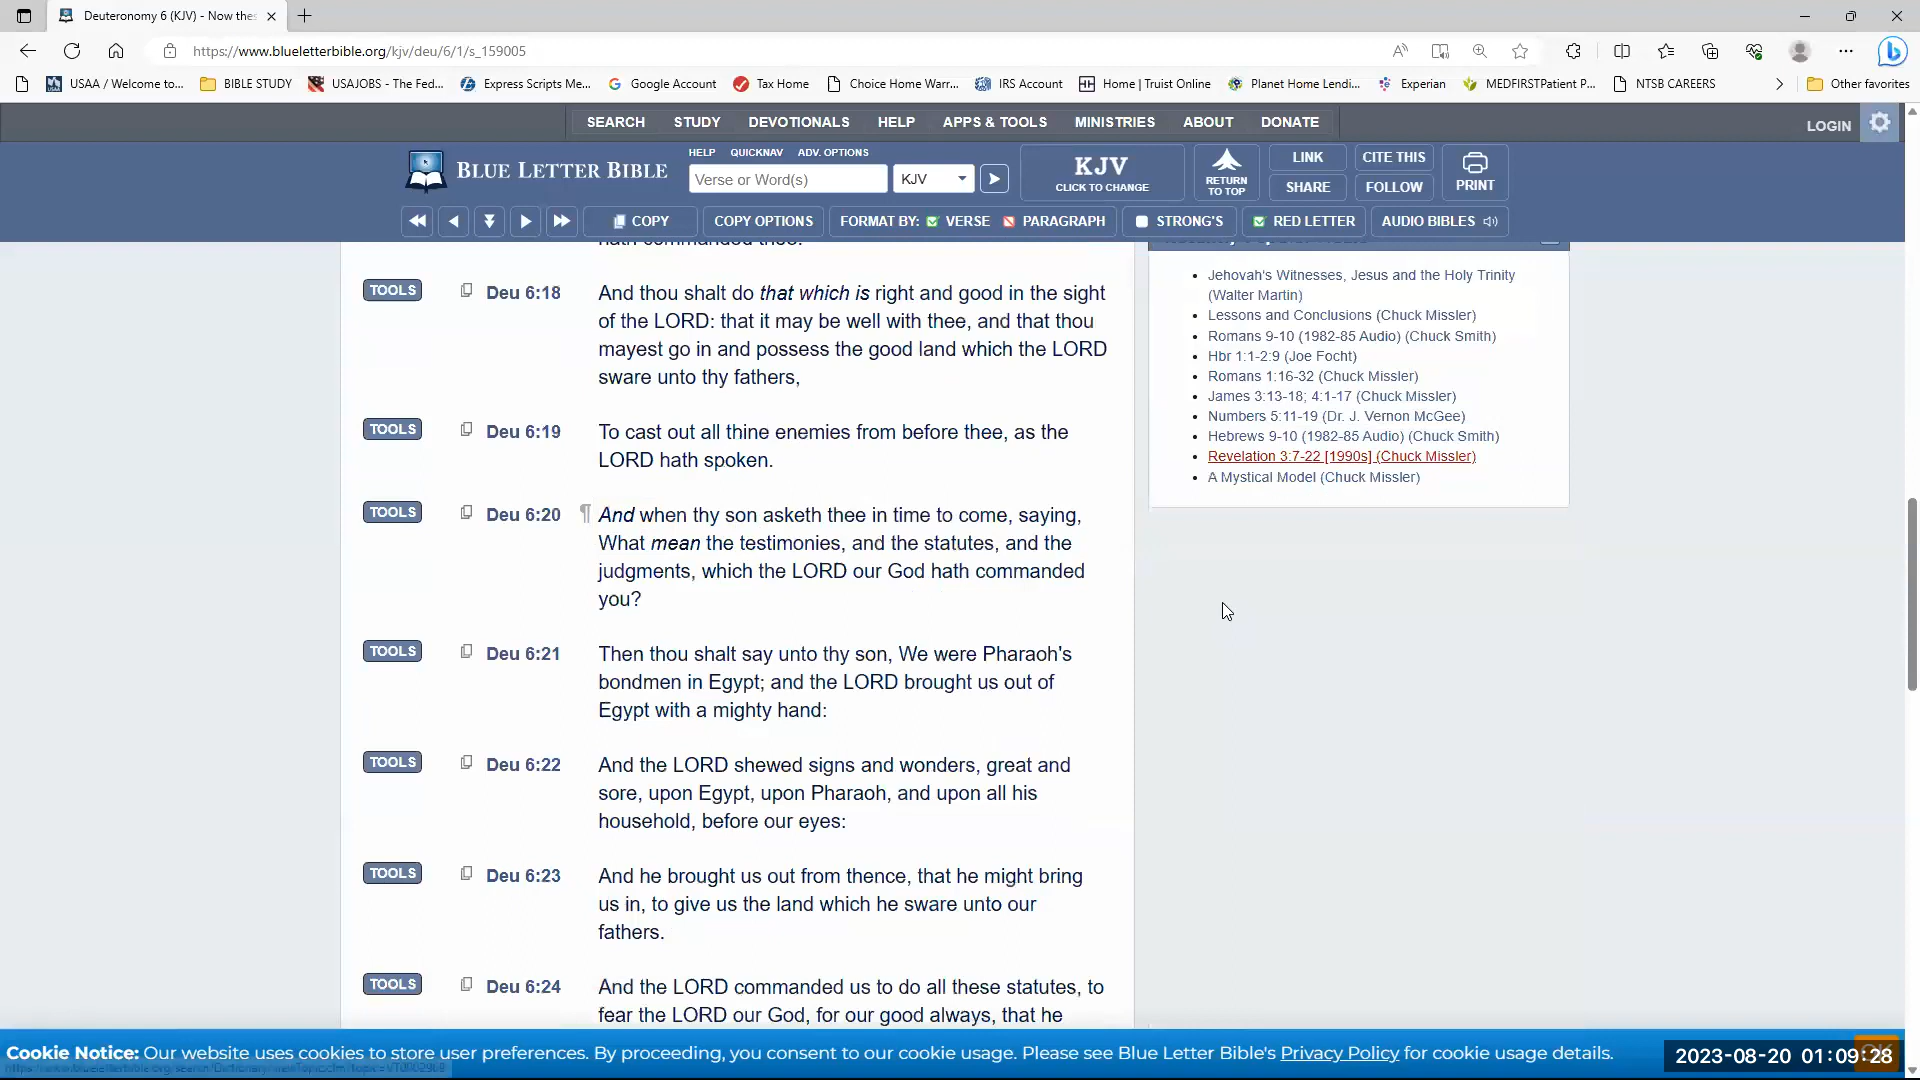 Deuteronomy 6 (KJV) - Now thes
https://www.blueletterbible.org/kjv/deu/6/1/s_159005
USAA / Welcome to... BIBLE STUDY USAJOBS - The Fed... Express Scripts Me... Google Account Tax Home Choice Home Warr... IRS Account Home | Truist Online Planet Home Lendi... Experian MEDFIRSTPatient P... NTSB CAREERS Other favorites
SEARCH STUDY DEVOTIONALS HELP APPS & TOOLS MINISTRIES ABOUT DONATE
LOGIN
HELP QUICKNAV ADV. OPTIONS
BLUE LETTER BIBLE
Verse or Word(s) KJV
KJV
CLICK TO CHANGE
RETURN
TO TOP
LINK CITE THIS
SHARE FOLLOW
PRINT
COPY COPY OPTIONS FORMAT BY: VERSE PARAGRAPH STRONG'S RED LETTER AUDIO BIBLES
hath commanded thee.
TOOLS Deu 6:18 And thou shalt do that which is right and good in the sight
of the LORD: that it may be well with thee, and that thou
mayest go in and possess the good land which the LORD
sware unto thy fathers,
TOOLS Deu 6:19 To cast out all thine enemies from before thee, as the
LORD hath spoken.
TOOLS Deu 6:20 ¶ And when thy son asketh thee in time to come, saying,
What mean the testimonies, and the statutes, and the
judgments, which the LORD our God hath commanded
you?
TOOLS Deu 6:21 Then thou shalt say unto thy son, We were Pharaoh's
bondmen in Egypt; and the LORD brought us out of
Egypt with a mighty hand:
TOOLS Deu 6:22 And the LORD shewed signs and wonders, great and
sore, upon Egypt, upon Pharaoh, and upon all his
household, before our eyes:
TOOLS Deu 6:23 And he brought us out from thence, that he might bring
us in, to give us the land which he sware unto our
fathers.
TOOLS Deu 6:24 And the LORD commanded us to do all these statutes, to
fear the LORD our God, for our good always, that he
Jehovah's Witnesses, Jesus and the Holy Trinity
(Walter Martin)
Lessons and Conclusions (Chuck Missler)
Romans 9-10 (1982-85 Audio) (Chuck Smith)
Hbr 1:1-2:9 (Joe Focht)
Romans 1:16-32 (Chuck Missler)
James 3:13-18; 4:1-17 (Chuck Missler)
Numbers 5:11-19 (Dr. J. Vernon McGee)
Hebrews 9-10 (1982-85 Audio) (Chuck Smith)
Revelation 3:7-22 [1990s] (Chuck Missler)
A Mystical Model (Chuck Missler)
Cookie Notice: Our website uses cookies to store user preferences. By proceeding, you consent to our cookie usage. Please see Blue Letter Bible's Privacy Policy for cookie usage details.
2023-08-20 01:09:28